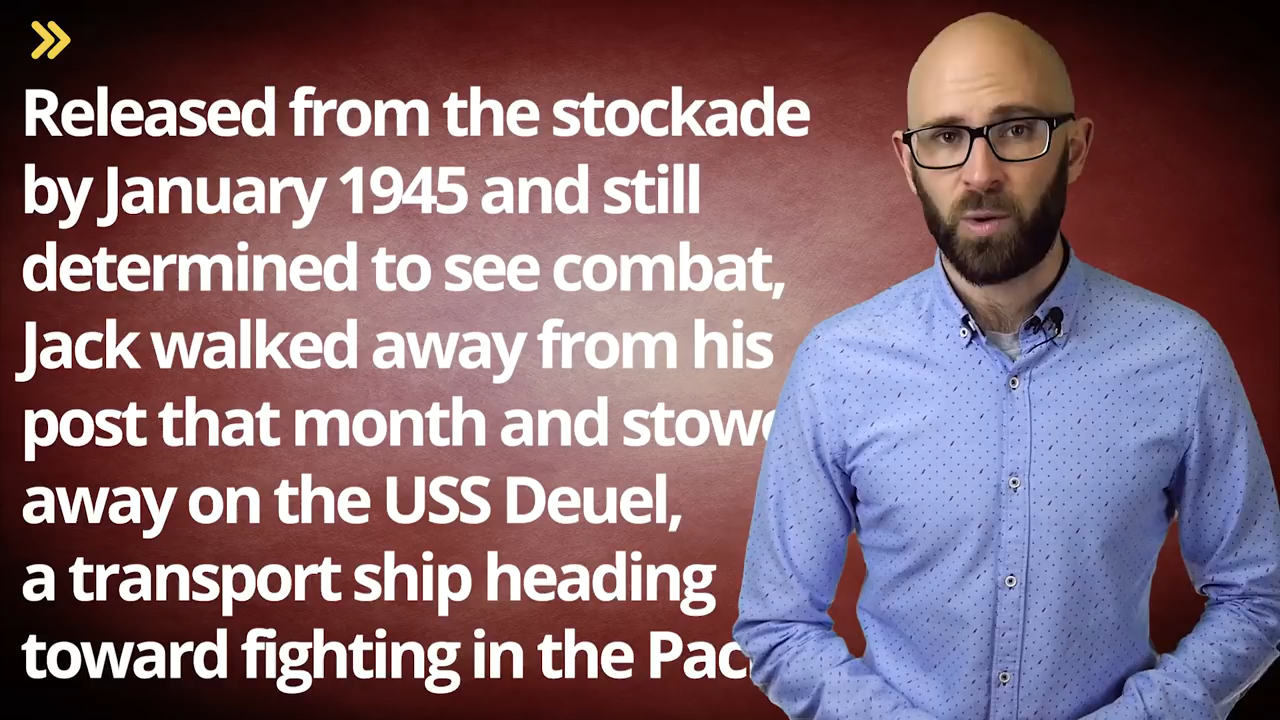 Released from the stockade
by January 1945 and still
determined to see combat,
Jack walked away from his
post that month and
away on the USS Deuel,
a transport ship heading
toward fighting in the